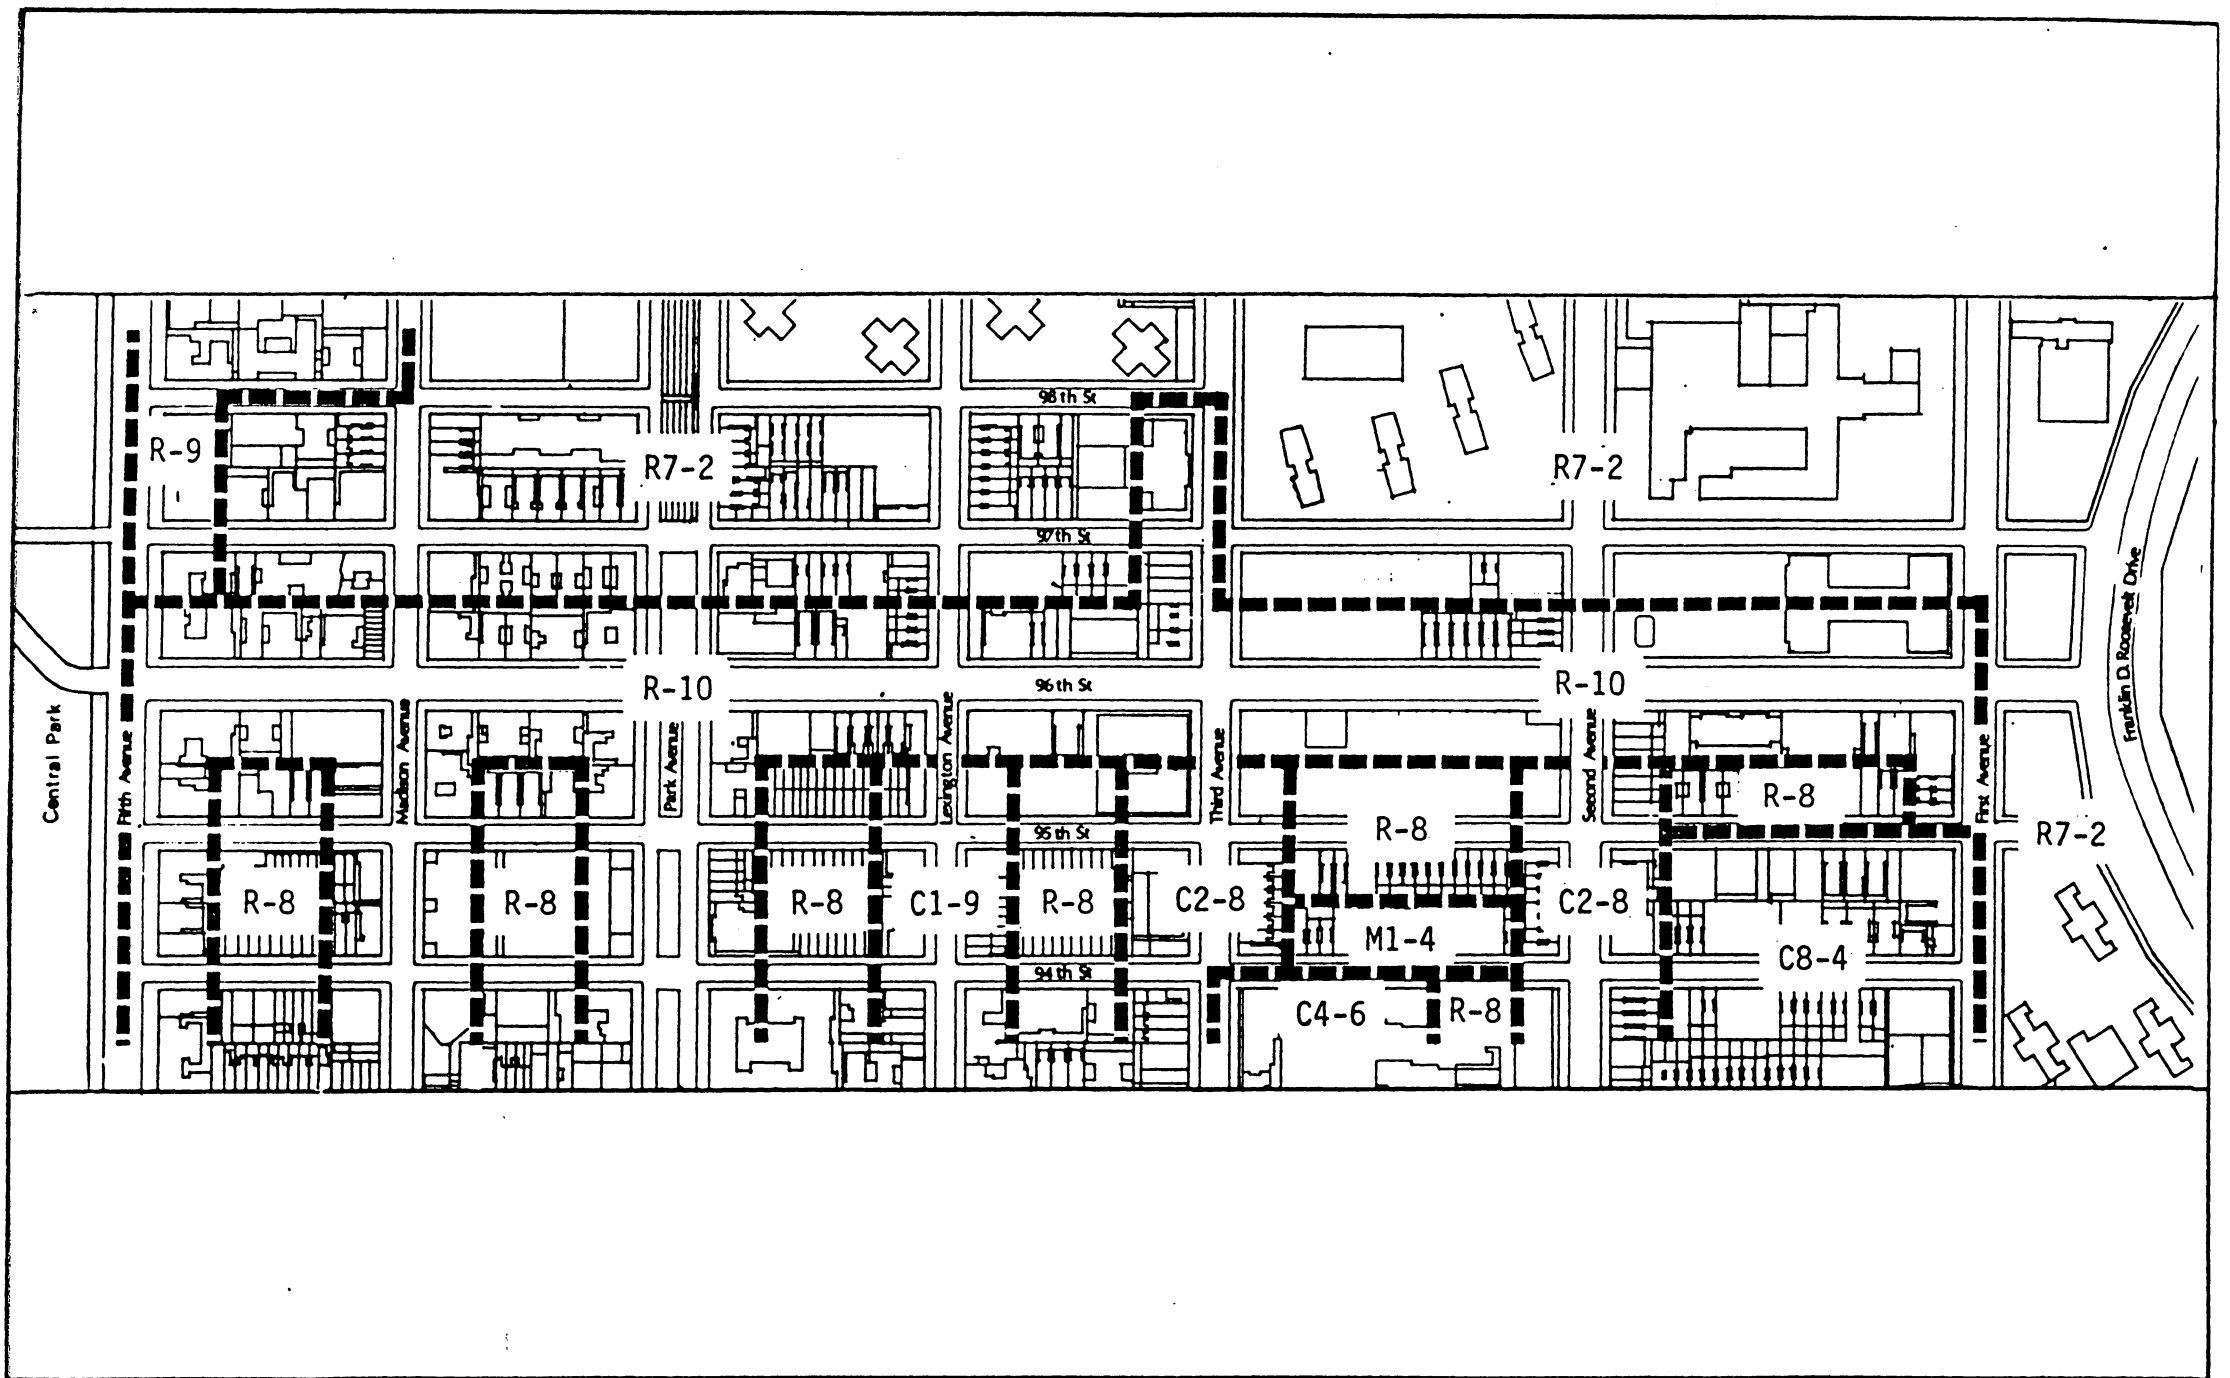 98th St
R-9
R7-2
R7-2
97th St
Franklin D. Roosevelt Drive
R-10
96th St
R-10
Central Park
Fifth Avenue
Madison Avenue
Park Avenue
Lexington Avenue
Third Avenue
Second Avenue
First Avenue
R-8
R-8
95th St
R7-2
R-8
R-8
R-8
C1-9
R-8
C2-8
C2-8
M1-4
C8-4
94th St
C4-6
R-8